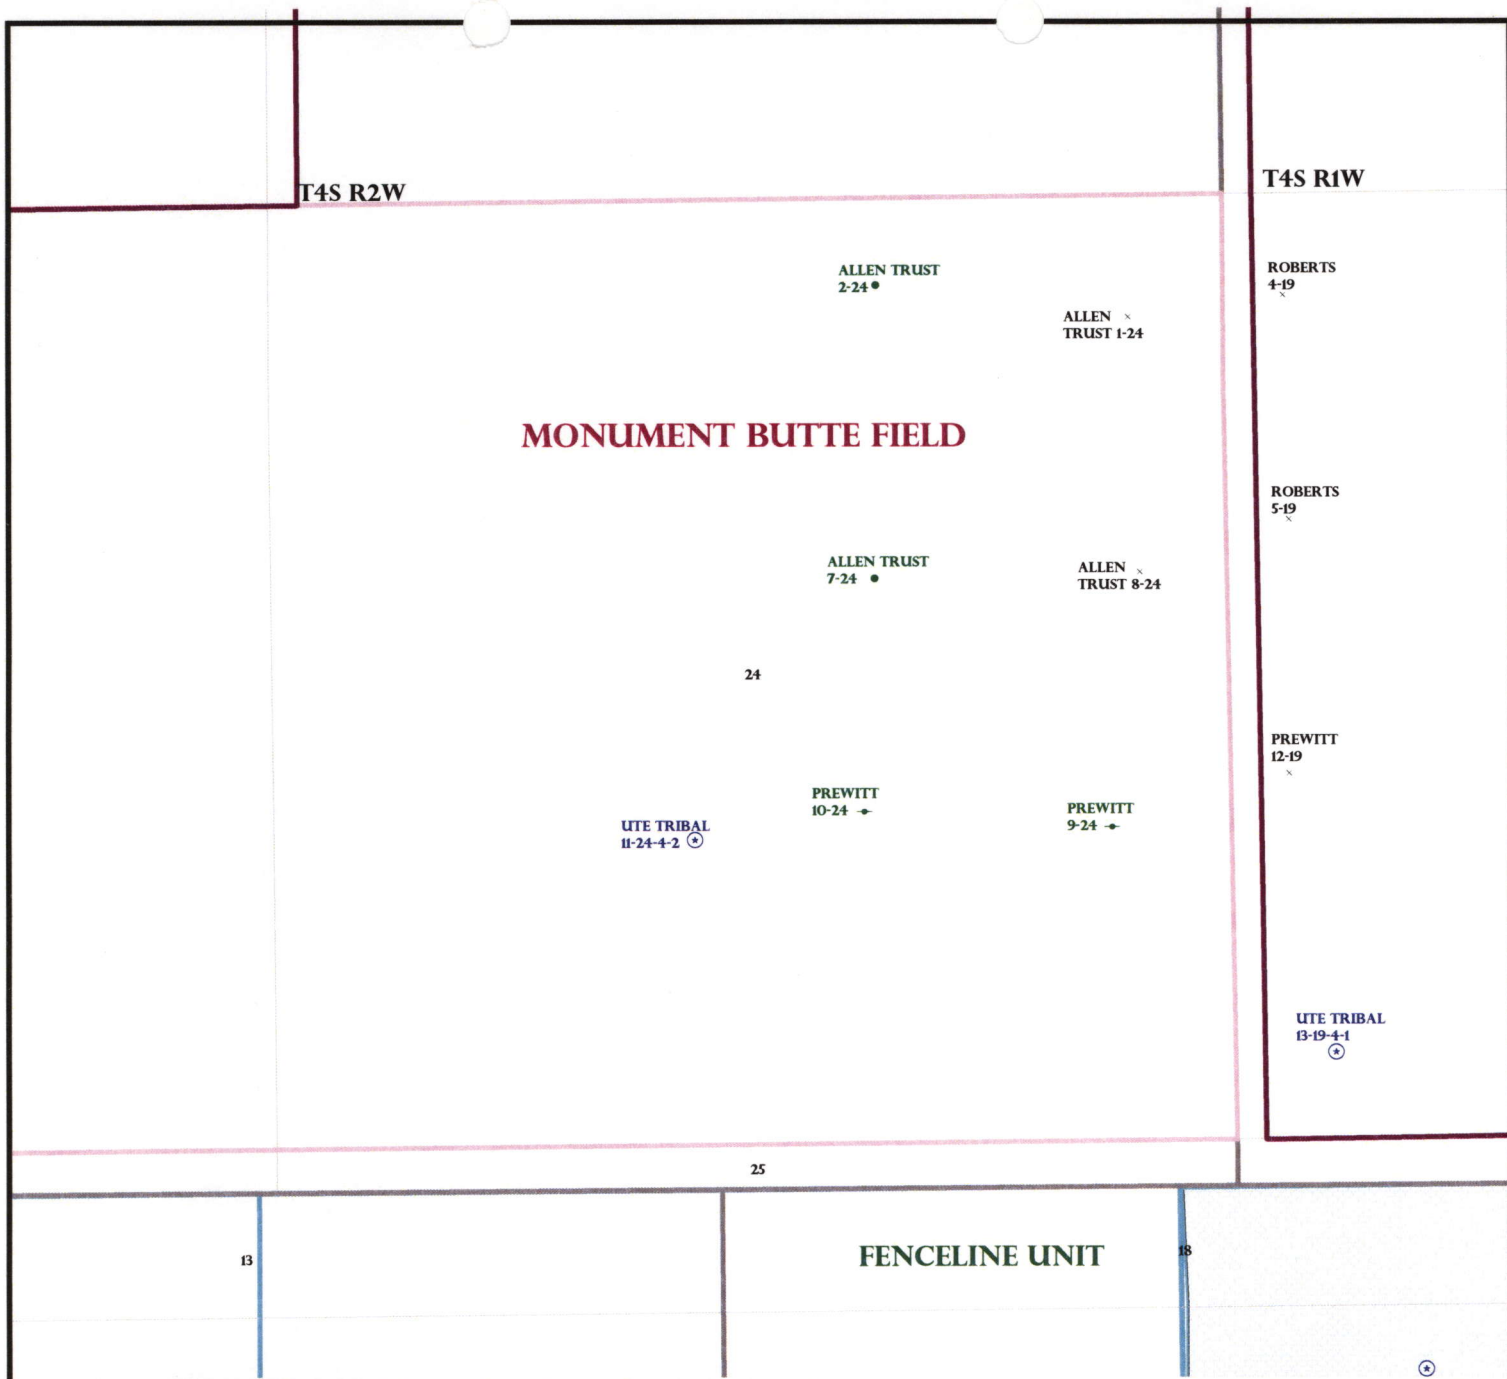 T4S R2W
T4S R1W
ALLEN TRUST
2-24
ROBERTS
4-19
ALLEN
TRUST 1-24
MONUMENT BUTTE FIELD
ROBERTS
5-19
ALLEN TRUST
7-24
ALLEN
TRUST 8-24
24
PREWITT
12-19
PREWITT
10-24
PREWITT
9-24
UTE TRIBAL
11-24-4-2
UTE TRIBAL
13-19-4-1
25
13
FENCELINE UNIT
18